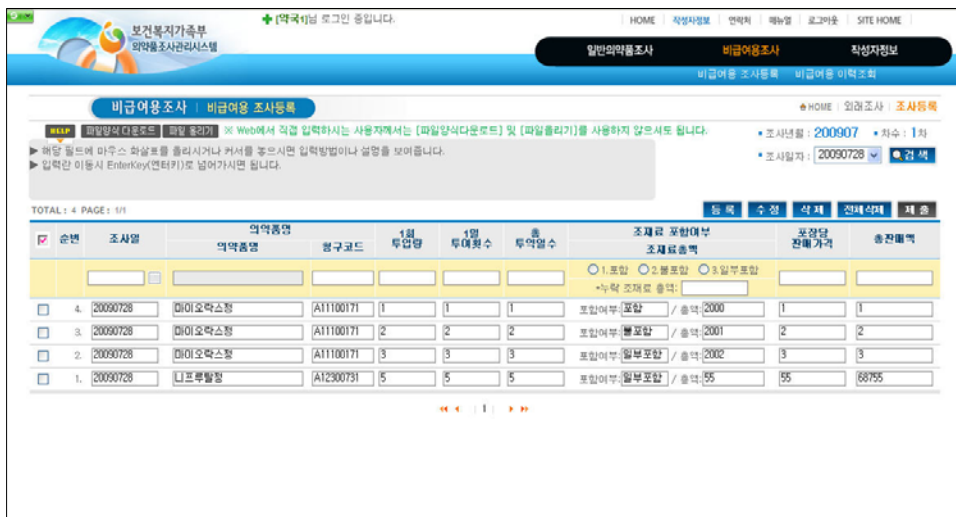 [약국1]님 로그인 중입니다.
HOME 작성자정보 연락처 매뉴얼 로그아웃 SITE HOME
보건복지가족부
의약품조사관리시스템
일반의약품조사 비급여용조사 작성자정보
비급여용 조사등록 비급여용 이력조회
비급여용조사 | 비급여용 조사등록
HOME | 외래조사 | 조사등록
HELP 파일양식다운로드 파일 올리기 ※ Web에서 직접 입력하시는 사용자께서는 [파일양식다운로드] 및 [파일올리기]를 사용하지 않으셔도 됩니다.
• 조사년월 : 200907 • 차수 : 1차
▶ 해당 필드에 마우스 화살표를 올리시거나 커서를 놓으시면 입력방법이나 설명을 보여줍니다.
• 조사일자 : 20090728 검색
▶ 입력란 이동시 EnterKey(엔터키)로 넘어가시면 됩니다.
TOTAL : 4 PAGE : 1/1
등록 수정 삭제 전체삭제 제출
순번 조사일 의약품명 의약품명 청구코드 1회 투입량 1일 투여횟수 총 투약일수 조제료 포함여부 조제료총액 포장당 판매가격 총판매액
1.포함 2.불포함 3.일부포함
*누락 조제료 총액:
4. 20090728 마이오락스정 A11100171 1 1 1 포함여부: 포함 / 총액: 2000 1 1
3. 20090728 마이오락스정 A11100171 2 2 2 포함여부: 불포함 / 총액: 2001 2 2
2. 20090728 마이오락스정 A11100171 3 3 3 포함여부: 일부포함 / 총액: 2002 3 3
1. 20090728 니프루탈정 A12300731 5 5 5 포함여부: 일부포함 / 총액: 55 55 68755
| 1 |